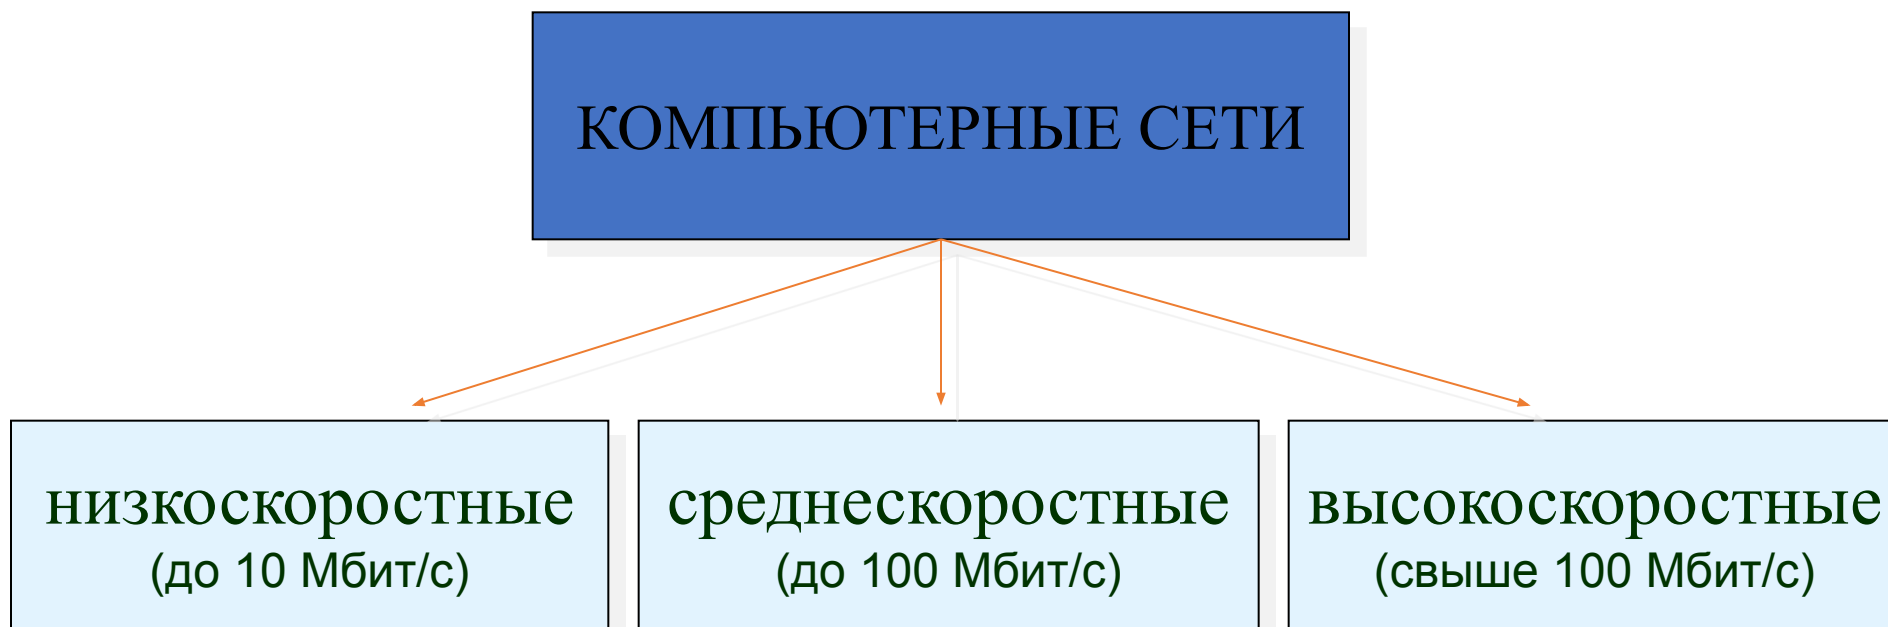 КОМПЬЮТЕРНЫЕ СЕТИ
низкоскоростные
(до 10 Мбит/с)
среднескоростные
(до 100 Мбит/с)
высокоскоростные
(свыше 100 Мбит/с)